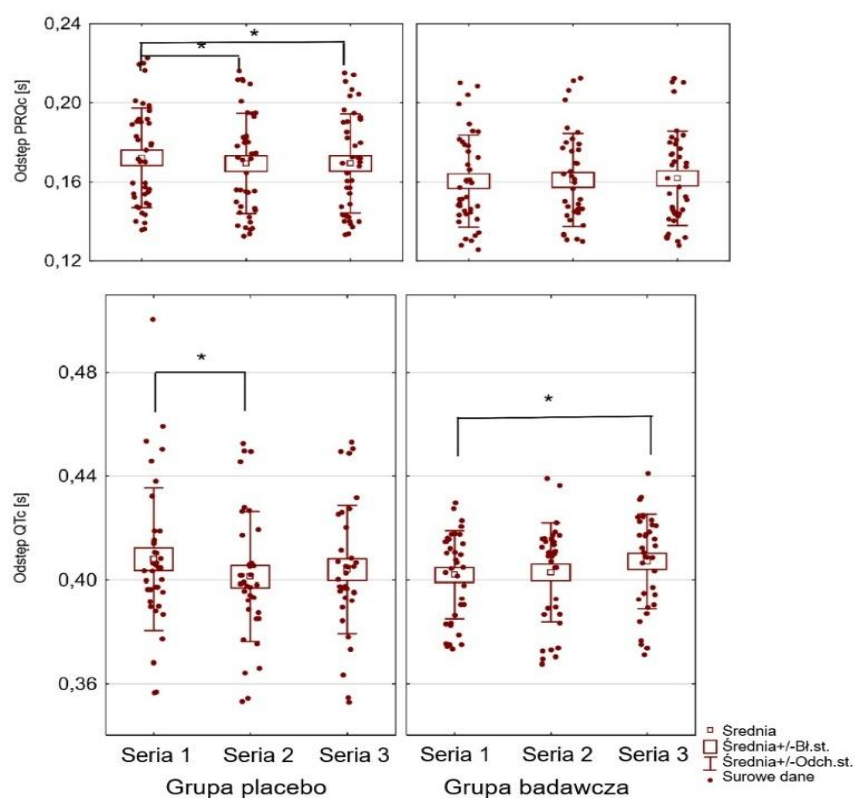 0,24
0,20
0,16
0,12
Odstęp PRQc [s]
*
*
0,48
0,44
0,40
0,36
Odstęp QTc [s]
*
*
Seria 1 Seria 2 Seria 3
Grupa placebo
Seria 1 Seria 2 Seria 3
Grupa badawcza
Średnia
Średnia+/-Bł.st.
Średnia+/-Odch.st.
Surowe dane